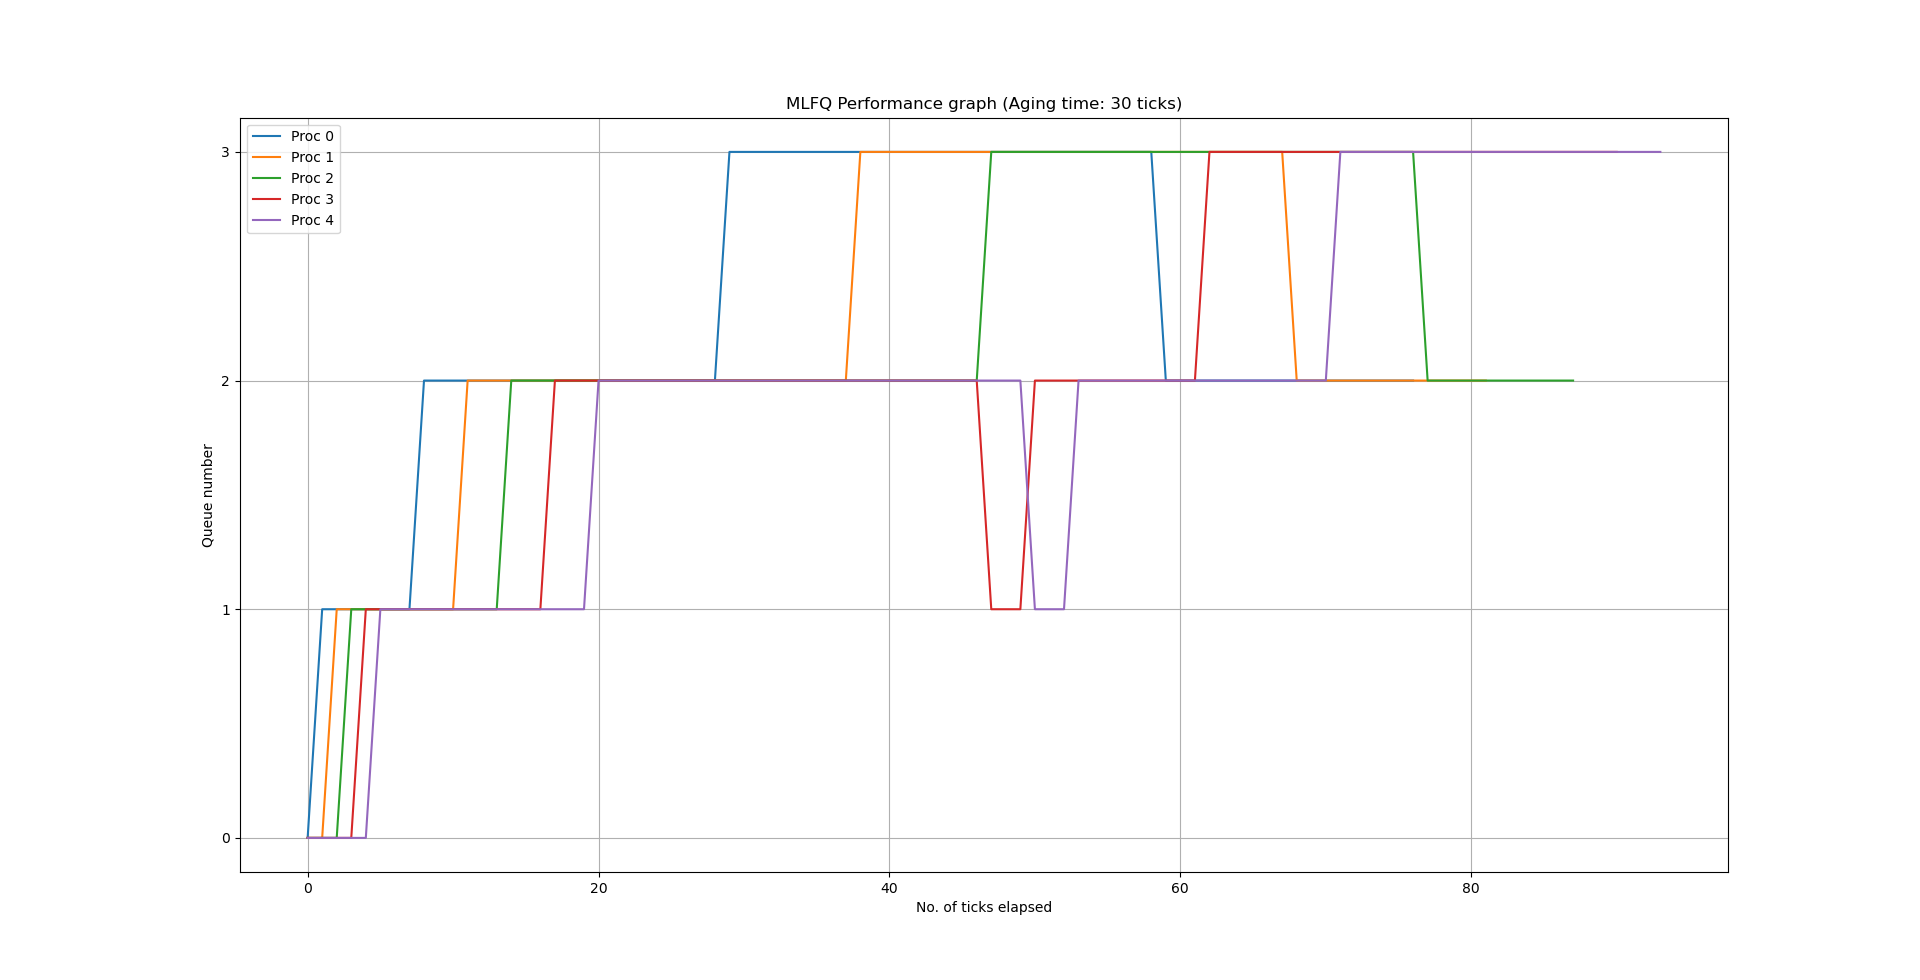 MLFQ Performance graph (Aging time: 30 ticks)
Proc 0
Proc 1
Proc 2
Proc 3
Proc 4
3
2
1
0
Queue number
0 20 40 60 80
No. of ticks elapsed